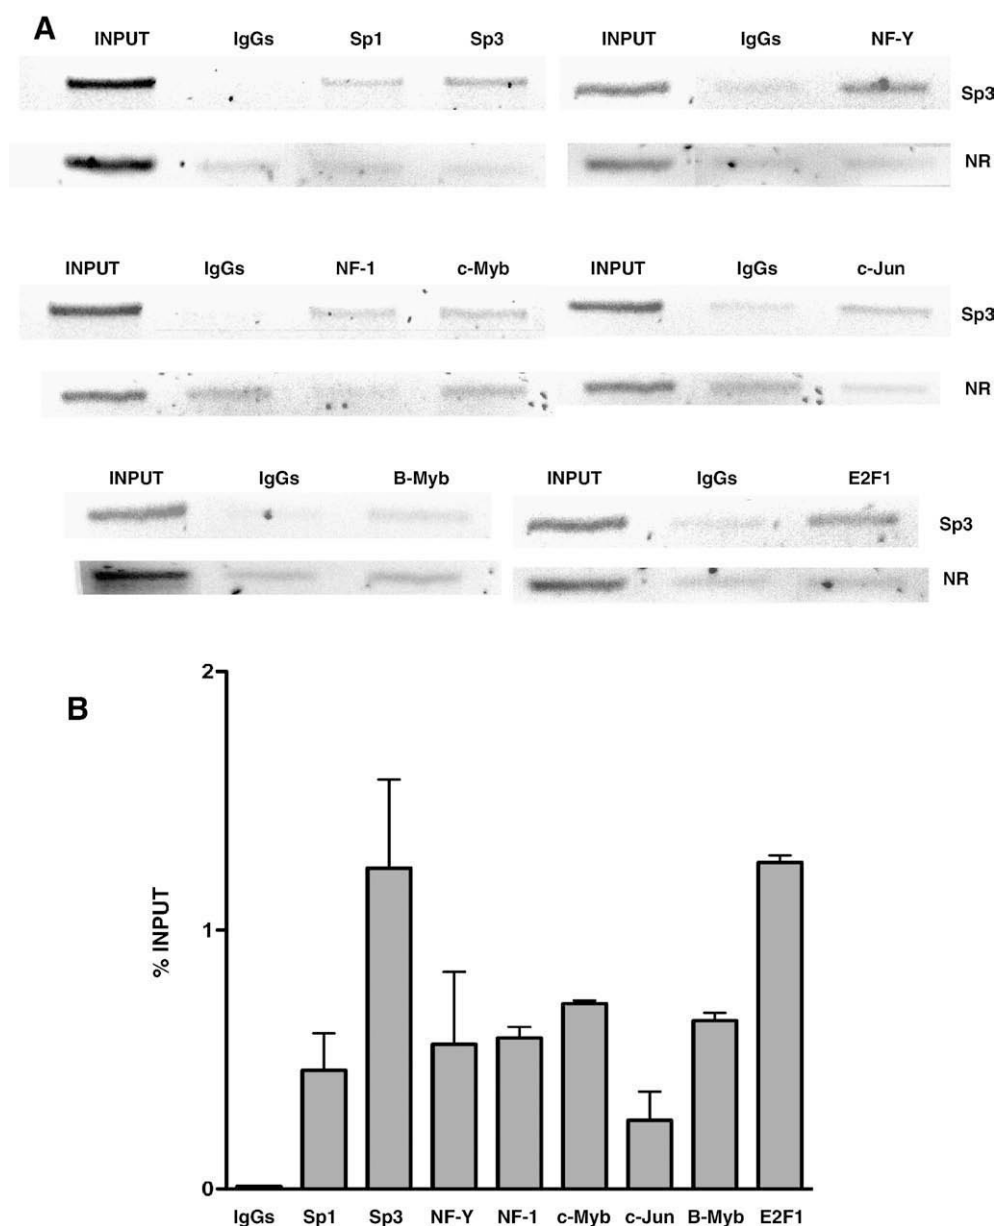 A
INPUT IgGs Sp1 Sp3 INPUT IgGs NF-Y
Sp3
NR
INPUT IgGs NF-1 c-Myb INPUT IgGs c-Jun
Sp3
NR
INPUT IgGs B-Myb INPUT IgGs E2F1
Sp3
NR
B
2
1
0
% INPUT
IgGs Sp1 Sp3 NF-Y NF-1 c-Myb c-Jun B-Myb E2F1